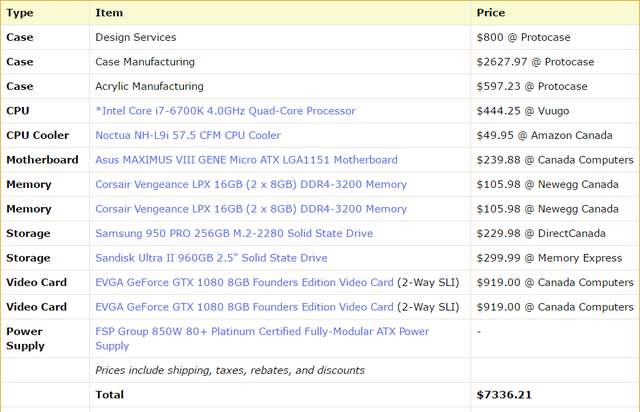 Type Item Price
Case Design Services $800 @ Protocase
Case Case Manufacturing $2627.97 @ Protocase
Case Acrylic Manufacturing $597.23 @ Protocase
CPU *Intel Core i7-6700K 4.0GHz Quad-Core Processor $444.25 @ Vuugo
CPU Cooler Noctua NH-L9i 57.5 CFM CPU Cooler $49.95 @ Amazon Canada
Motherboard Asus MAXIMUS VIII GENE Micro ATX LGA1151 Motherboard $239.88 @ Canada Computers
Memory Corsair Vengeance LPX 16GB (2 x 8GB) DDR4-3200 Memory $105.98 @ Newegg Canada
Memory Corsair Vengeance LPX 16GB (2 x 8GB) DDR4-3200 Memory $105.98 @ Newegg Canada
Storage Samsung 950 PRO 256GB M.2-2280 Solid State Drive $229.98 @ DirectCanada
Storage Sandisk Ultra II 960GB 2.5" Solid State Drive $299.99 @ Memory Express
Video Card EVGA GeForce GTX 1080 8GB Founders Edition Video Card (2-Way SLI) $919.00 @ Canada Computers
Video Card EVGA GeForce GTX 1080 8GB Founders Edition Video Card (2-Way SLI) $919.00 @ Canada Computers
Power FSP Group 850W 80+ Platinum Certified Fully-Modular ATX Power -
Supply Supply
Prices include shipping, taxes, rebates, and discounts
Total $7336.21